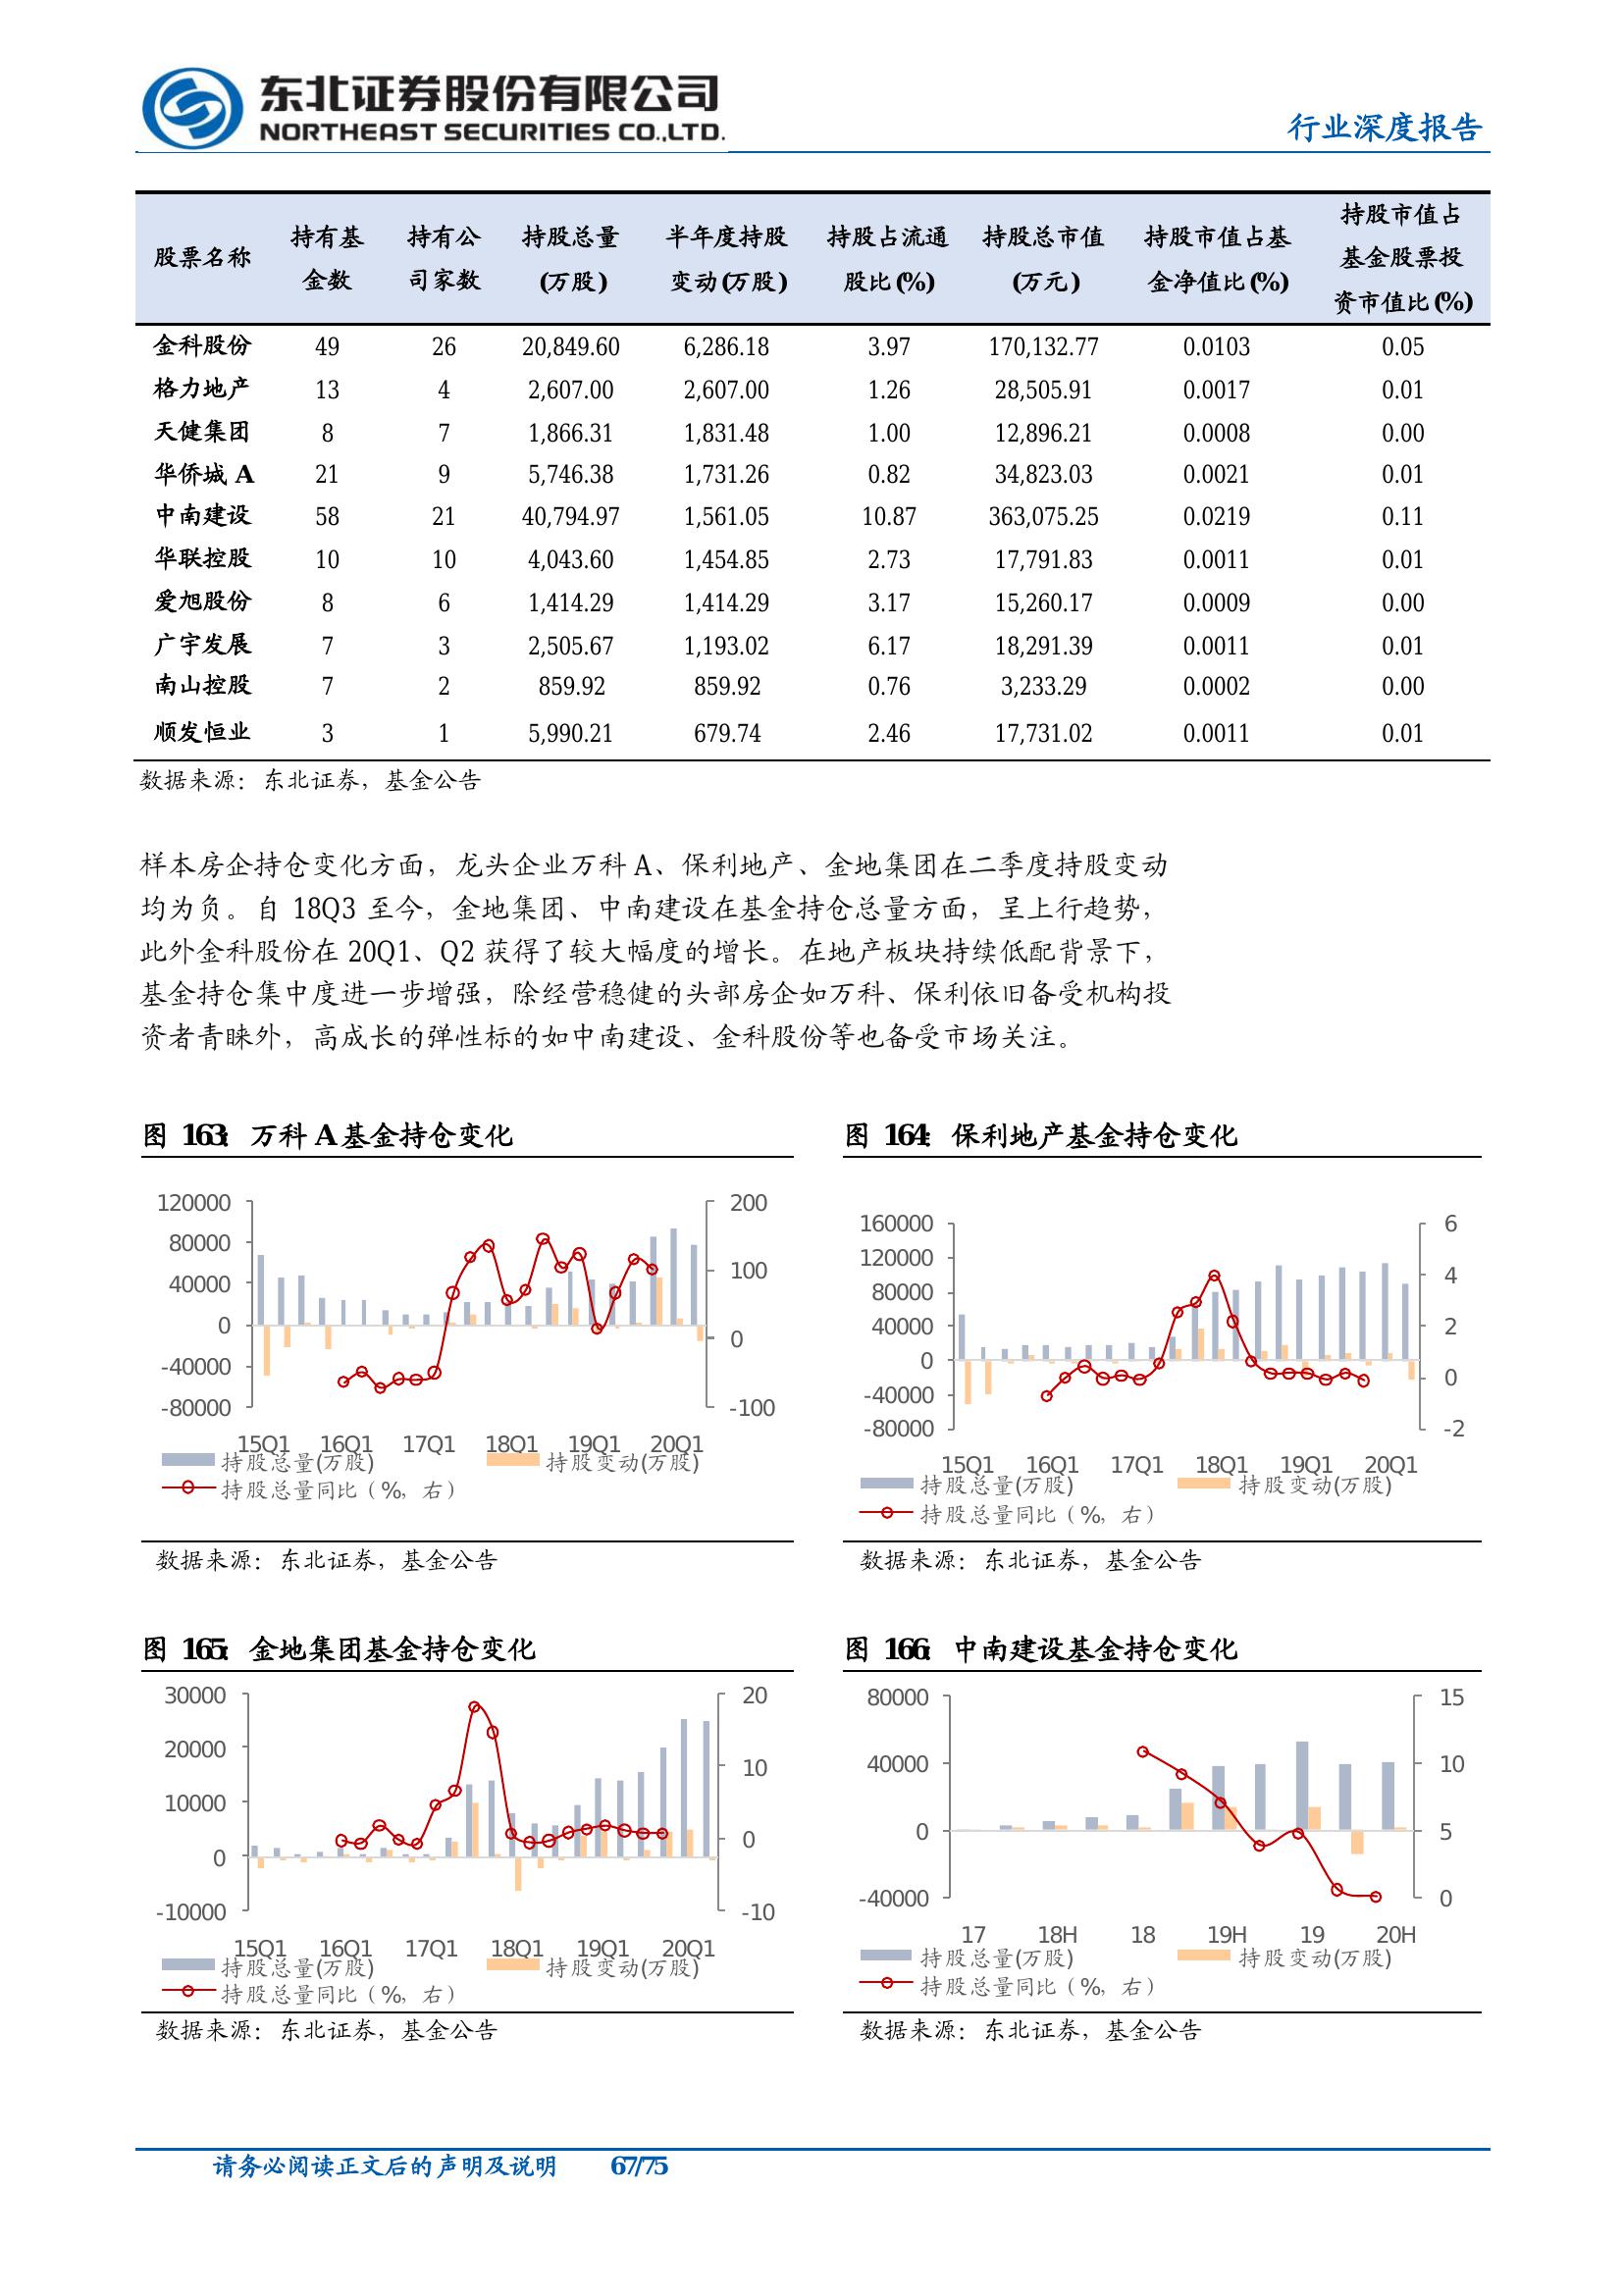 东北证券股份有限公司
NORTHEAST SECURITIES CO.,LTD.
行业深度报告
股票名称 持有基金数 持有公司家数 持股总量(万股) 半年度持股变动(万股) 持股占流通股比(%) 持股总市值(万元) 持股市值占基金净值比(%) 持股市值占基金股票投资市值比(%)
金科股份 49 26 20,849.60 6,286.18 3.97 170,132.77 0.0103 0.05
格力地产 13 4 2,607.00 2,607.00 1.26 28,505.91 0.0017 0.01
天健集团 8 7 1,866.31 1,831.48 1.00 12,896.21 0.0008 0.00
华侨城 A 21 9 5,746.38 1,731.26 0.82 34,823.03 0.0021 0.01
中南建设 58 21 40,794.97 1,561.05 10.87 363,075.25 0.0219 0.11
华联控股 10 10 4,043.60 1,454.85 2.73 17,791.83 0.0011 0.01
爱旭股份 8 6 1,414.29 1,414.29 3.17 15,260.17 0.0009 0.00
广宇发展 7 3 2,505.67 1,193.02 6.17 18,291.39 0.0011 0.01
南山控股 7 2 859.92 859.92 0.76 3,233.29 0.0002 0.00
顺发恒业 3 1 5,990.21 679.74 2.46 17,731.02 0.0011 0.01
数据来源：东北证券，基金公告
样本房企持仓变化方面，龙头企业万科 A、保利地产、金地集团在二季度持股变动
均为负。自 18Q3 至今，金地集团、中南建设在基金持仓总量方面，呈上行趋势，
此外金科股份在 20Q1、Q2 获得了较大幅度的增长。在地产板块持续低配背景下，
基金持仓集中度进一步增强，除经营稳健的头部房企如万科、保利依旧备受机构投
资者青睐外，高成长的弹性标的如中南建设、金科股份等也备受市场关注。
图 163：万科 A 基金持仓变化
120000
80000
40000
0
-40000
-80000
200
100
0
-100
15Q1 16Q1 17Q1 18Q1 19Q1 20Q1
持股总量(万股) 持股变动(万股)
持股总量同比（%，右）
数据来源：东北证券，基金公告
图 164：保利地产基金持仓变化
160000
120000
80000
40000
0
-40000
-80000
6
4
2
0
-2
15Q1 16Q1 17Q1 18Q1 19Q1 20Q1
持股总量(万股) 持股变动(万股)
持股总量同比（%，右）
数据来源：东北证券，基金公告
图 165：金地集团基金持仓变化
30000
20000
10000
0
-10000
20
10
0
-10
15Q1 16Q1 17Q1 18Q1 19Q1 20Q1
持股总量(万股) 持股变动(万股)
持股总量同比（%，右）
数据来源：东北证券，基金公告
图 166：中南建设基金持仓变化
80000
40000
0
-40000
15
10
5
0
17 18H 18 19H 19 20H
持股总量(万股) 持股变动(万股)
持股总量同比（%，右）
数据来源：东北证券，基金公告
请务必阅读正文后的声明及说明 67/75